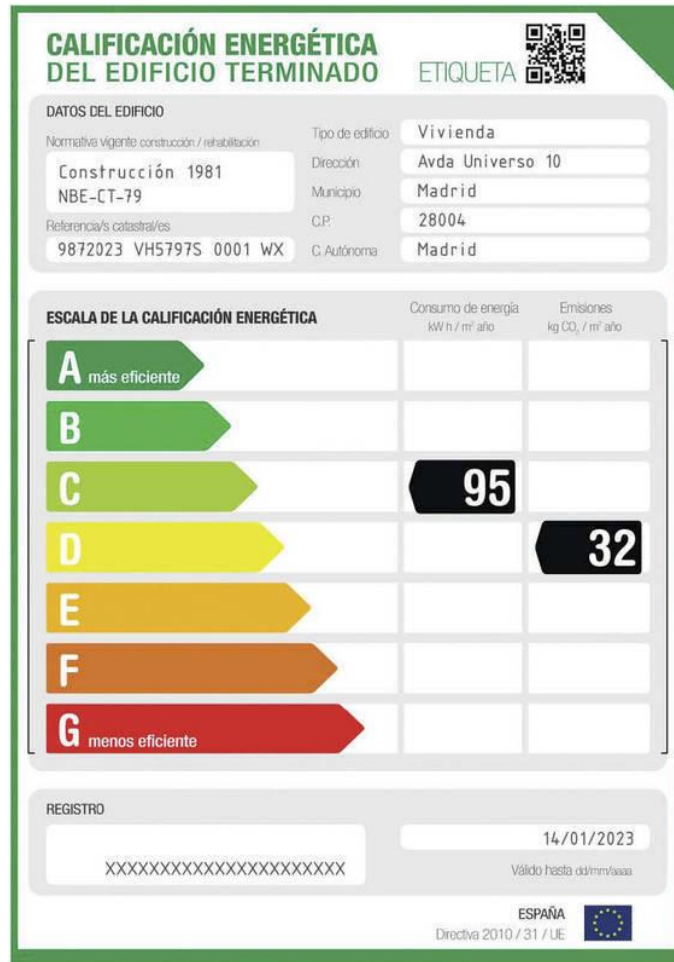 CALIFICACIÓN ENERGÉTICA
DEL EDIFICIO TERMINADO
ETIQUETA
DATOS DEL EDIFICIO
Normativa vigente construcción / rehabilitación
Construcción 1981
NBE-CT-79
Referencia/s catastral/es
9872023 VH5797S 0001 WX
Tipo de edificio Vivienda
Dirección Avda Universo 10
Municipio Madrid
C.P. 28004
C. Autónoma Madrid
ESCALA DE LA CALIFICACIÓN ENERGÉTICA
Consumo de energía
kW h / m² año
Emisiones
kg CO₂ / m² año
A más eficiente
B
C 95
D 32
E
F
G menos eficiente
REGISTRO
XXXXXXXXXXXXXXXXXXXXXX
14/01/2023
Válido hasta dd/mm/aaaa
ESPAÑA
Directiva 2010 / 31 / UE